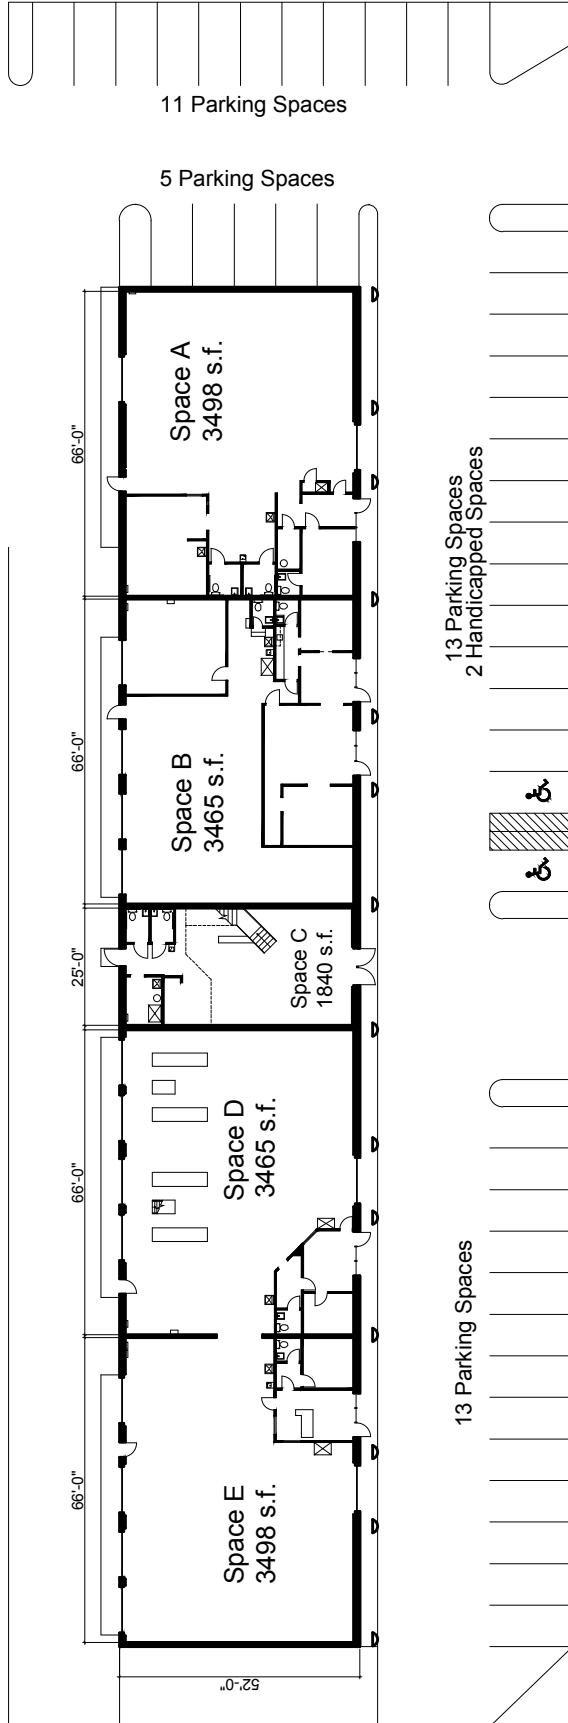 11 Parking Spaces
5 Parking Spaces
66'-0"
Space A
3498 s.f.
13 Parking Spaces
2 Handicapped Spaces
66'-0"
Space B
3465 s.f.
25'-0"
Space C
1840 s.f.
66'-0"
Space D
3465 s.f.
13 Parking Spaces
66'-0"
Space E
3498 s.f.
52'-0"